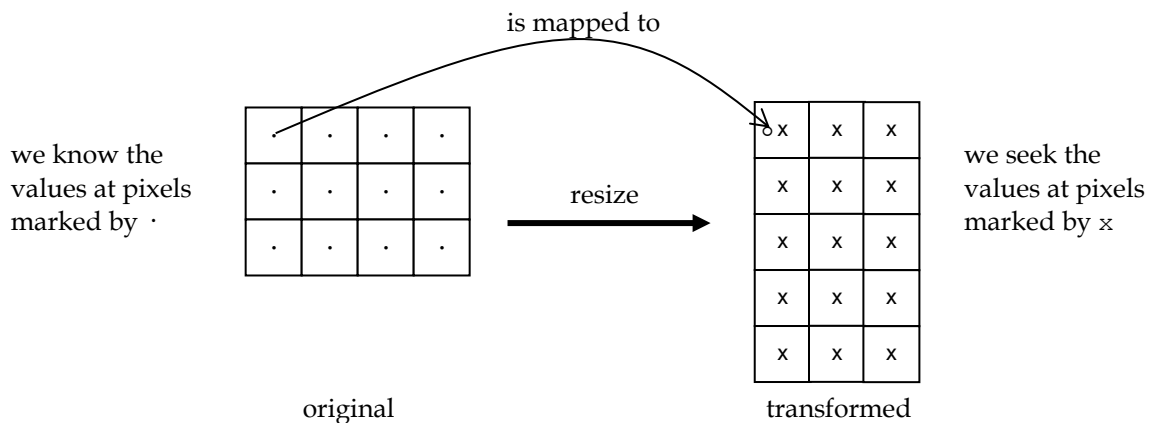 is mapped to
we know the
values at pixels
marked by ·
· · · ·
· · · ·
· · · ·
resize
x x x
x x x
x x x
x x x
x x x
we seek the
values at pixels
marked by x
original
transformed